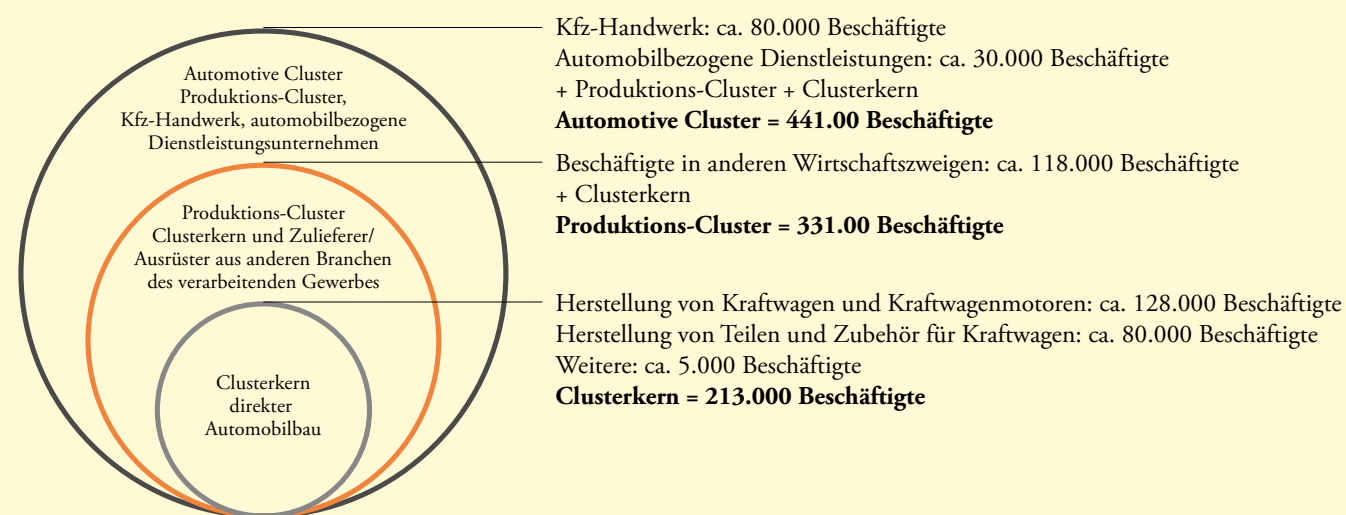 Kfz-Handwerk: ca. 80.000 Beschäftigte
Automobilbezogene Dienstleistungen: ca. 30.000 Beschäftigte
+ Produktions-Cluster + Clusterkern
Automotive Cluster = 441.00 Beschäftigte
Automotive Cluster
Produktions-Cluster,
Kfz-Handwerk, automobilbezogene
Dienstleistungsunternehmen
Beschäftigte in anderen Wirtschaftszweigen: ca. 118.000 Beschäftigte
+ Clusterkern
Produktions-Cluster = 331.00 Beschäftigte
Produktions-Cluster
Clusterkern und Zulieferer/
Ausrüster aus anderen Branchen
des verarbeitenden Gewerbes
Herstellung von Kraftwagen und Kraftwagenmotoren: ca. 128.000 Beschäftigte
Herstellung von Teilen und Zubehör für Kraftwagen: ca. 80.000 Beschäftigte
Weitere: ca. 5.000 Beschäftigte
Clusterkern = 213.000 Beschäftigte
Clusterkern
direkter
Automobilbau